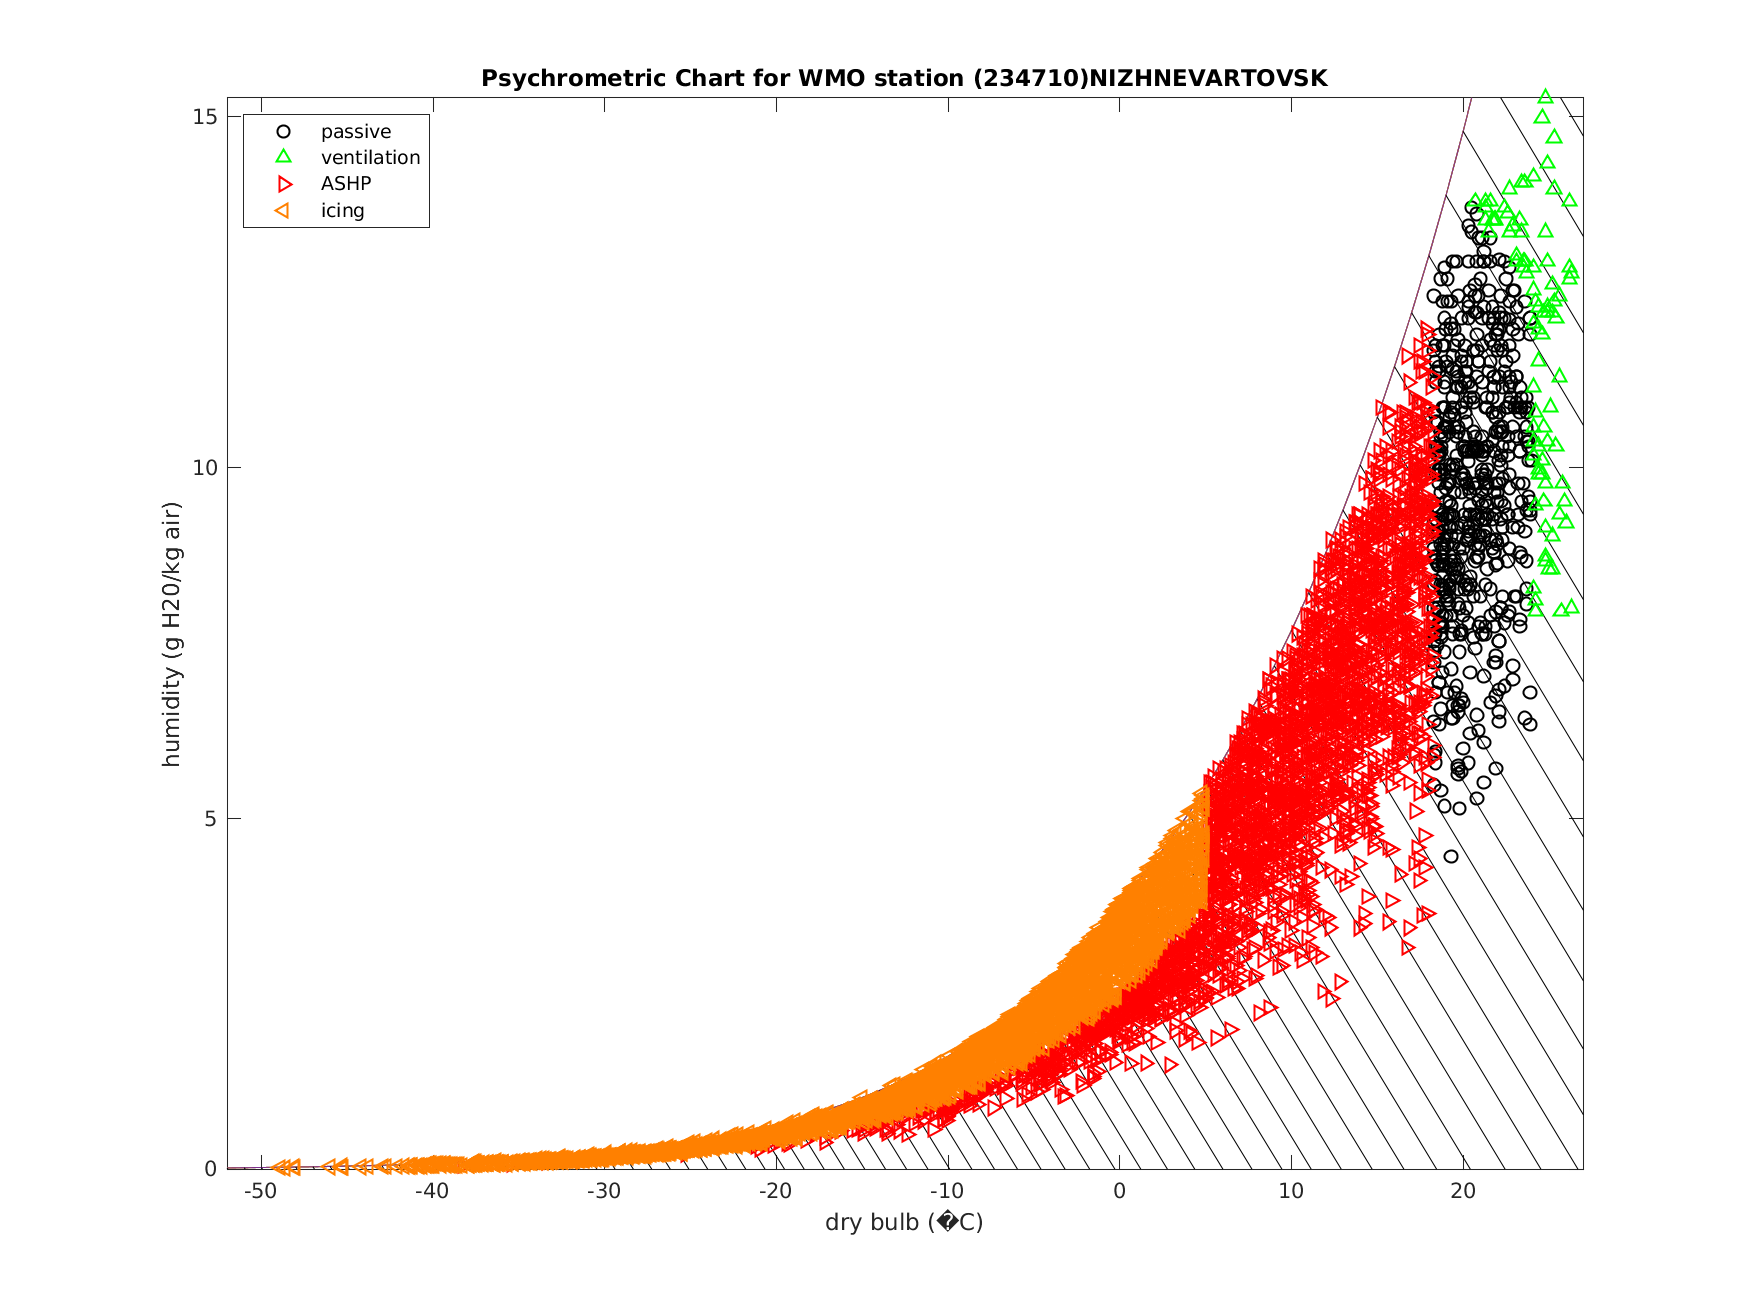 Psychrometric Chart for WMO station (234710)NIZHNEVARTOVSK
passive
ventilation
ASHP
icing
humidity (g H20/kg air)
15
10
5
0
-50 -40 -30 -20 -10 0 10 20
dry bulb (�C)